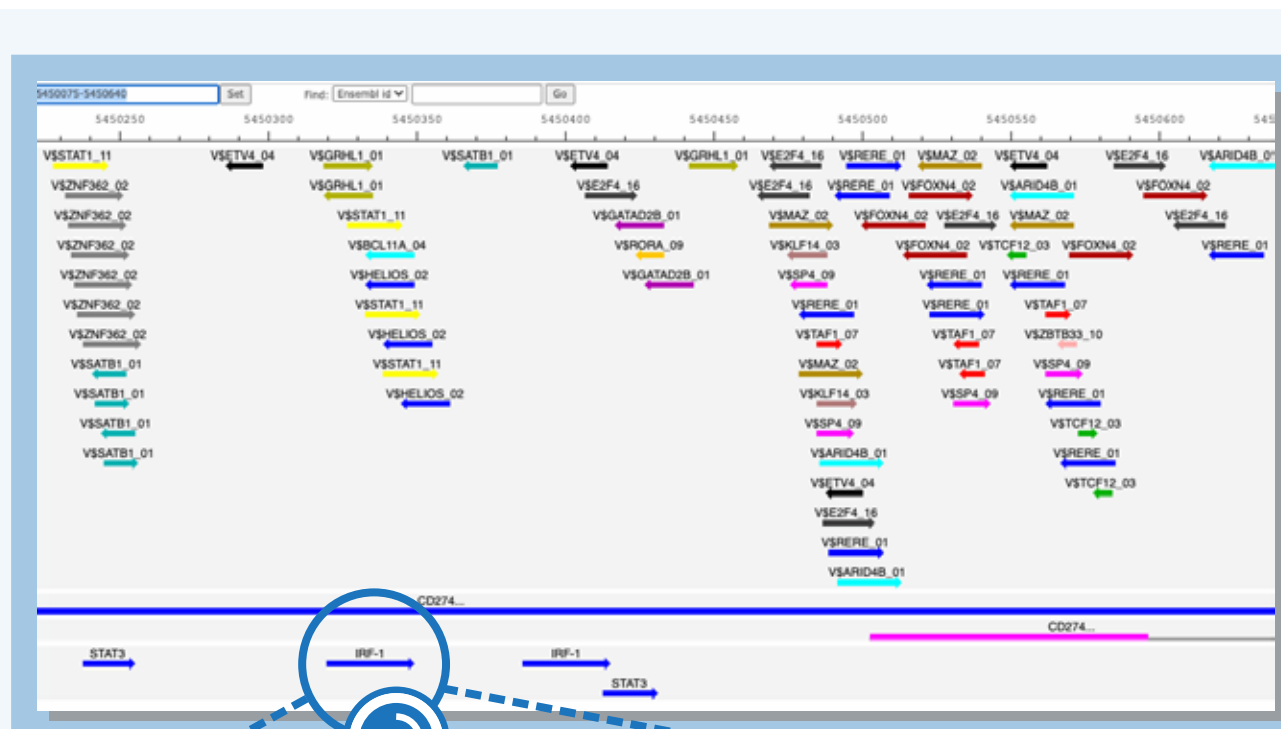 5450075-5450640 Set Find: Ensembl id Go
5450250 5450300 5450350 5450400 5450450 5450500 5450550 5450600
V$STAT1_11 V$ETV4_04 V$GRHL1_01 V$SATB1_01 V$ETV4_04 V$GRHL1_01 V$E2F4_16 V$RERE_01 V$MAZ_02 V$ETV4_04 V$E2F4_16 V$ARID4B_01
V$ZNF362_02 V$GRHL1_01 V$E2F4_16 V$E2F4_16 V$RERE_01 V$FOXN4_02 V$ARID4B_01 V$FOXN4_02
V$ZNF362_02 V$STAT1_11 V$GATAD2B_01 V$MAZ_02 V$FOXN4_02 V$E2F4_16 V$MAZ_02 V$E2F4_16
V$ZNF362_02 V$BCL11A_04 V$RORA_09 V$KLF14_03 V$FOXN4_02 V$TCF12_03 V$FOXN4_02 V$RERE_01
V$ZNF362_02 V$HELIOS_02 V$GATAD2B_01 V$SP4_09 V$RERE_01 V$RERE_01
V$ZNF362_02 V$STAT1_11 V$RERE_01 V$RERE_01 V$TAF1_07
V$ZNF362_02 V$HELIOS_02 V$TAF1_07 V$TAF1_07 V$ZBTB33_10
V$SATB1_01 V$STAT1_11 V$MAZ_02 V$TAF1_07 V$SP4_09
V$SATB1_01 V$HELIOS_02 V$KLF14_03 V$SP4_09 V$RERE_01
V$SATB1_01 V$SP4_09 V$TCF12_03
V$SATB1_01 V$ARID4B_01 V$RERE_01
V$ETV4_04 V$TCF12_03
V$E2F4_16
V$RERE_01
V$ARID4B_01
CD274...
CD274...
STAT3 IRF-1 IRF-1
STAT3